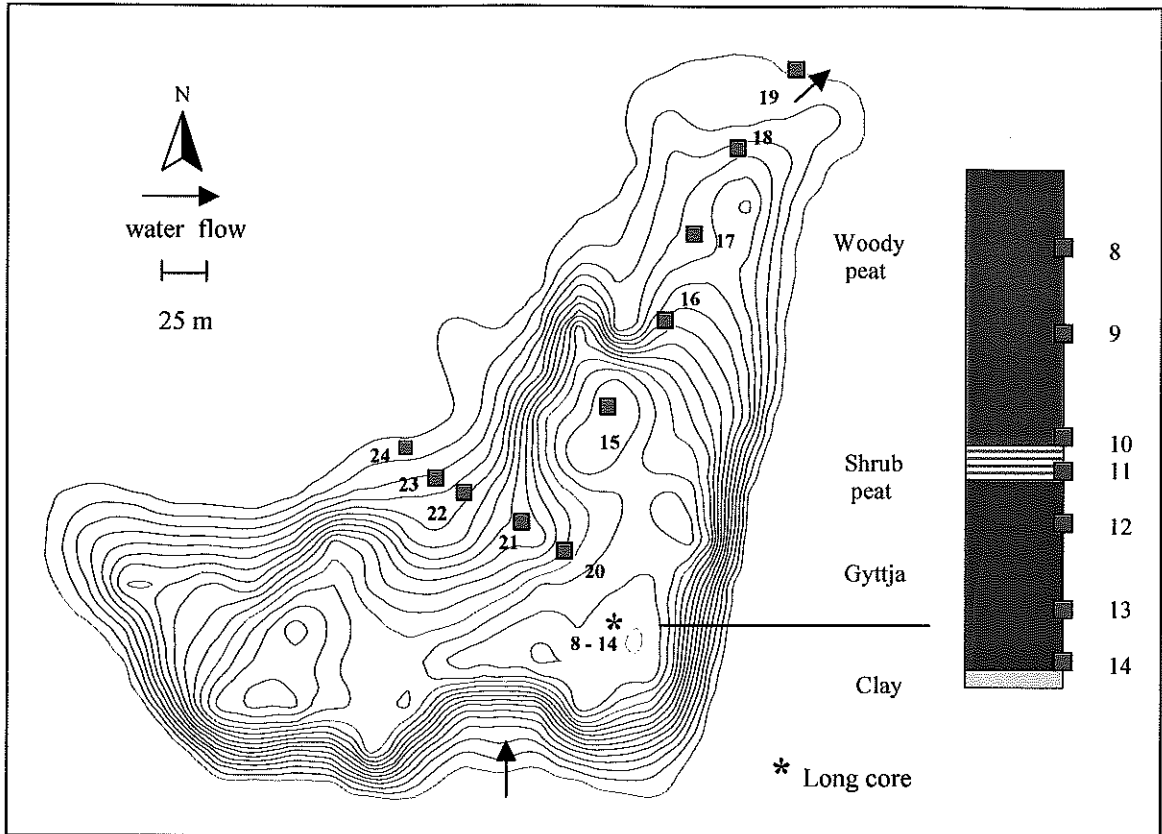 N
water flow
25 m
19
18
17
16
15
24
23
22
21
20
8 - 14
*
Woody
peat
Shrub
peat
Gyttja
Clay
* Long core
8
9
10
11
12
13
14